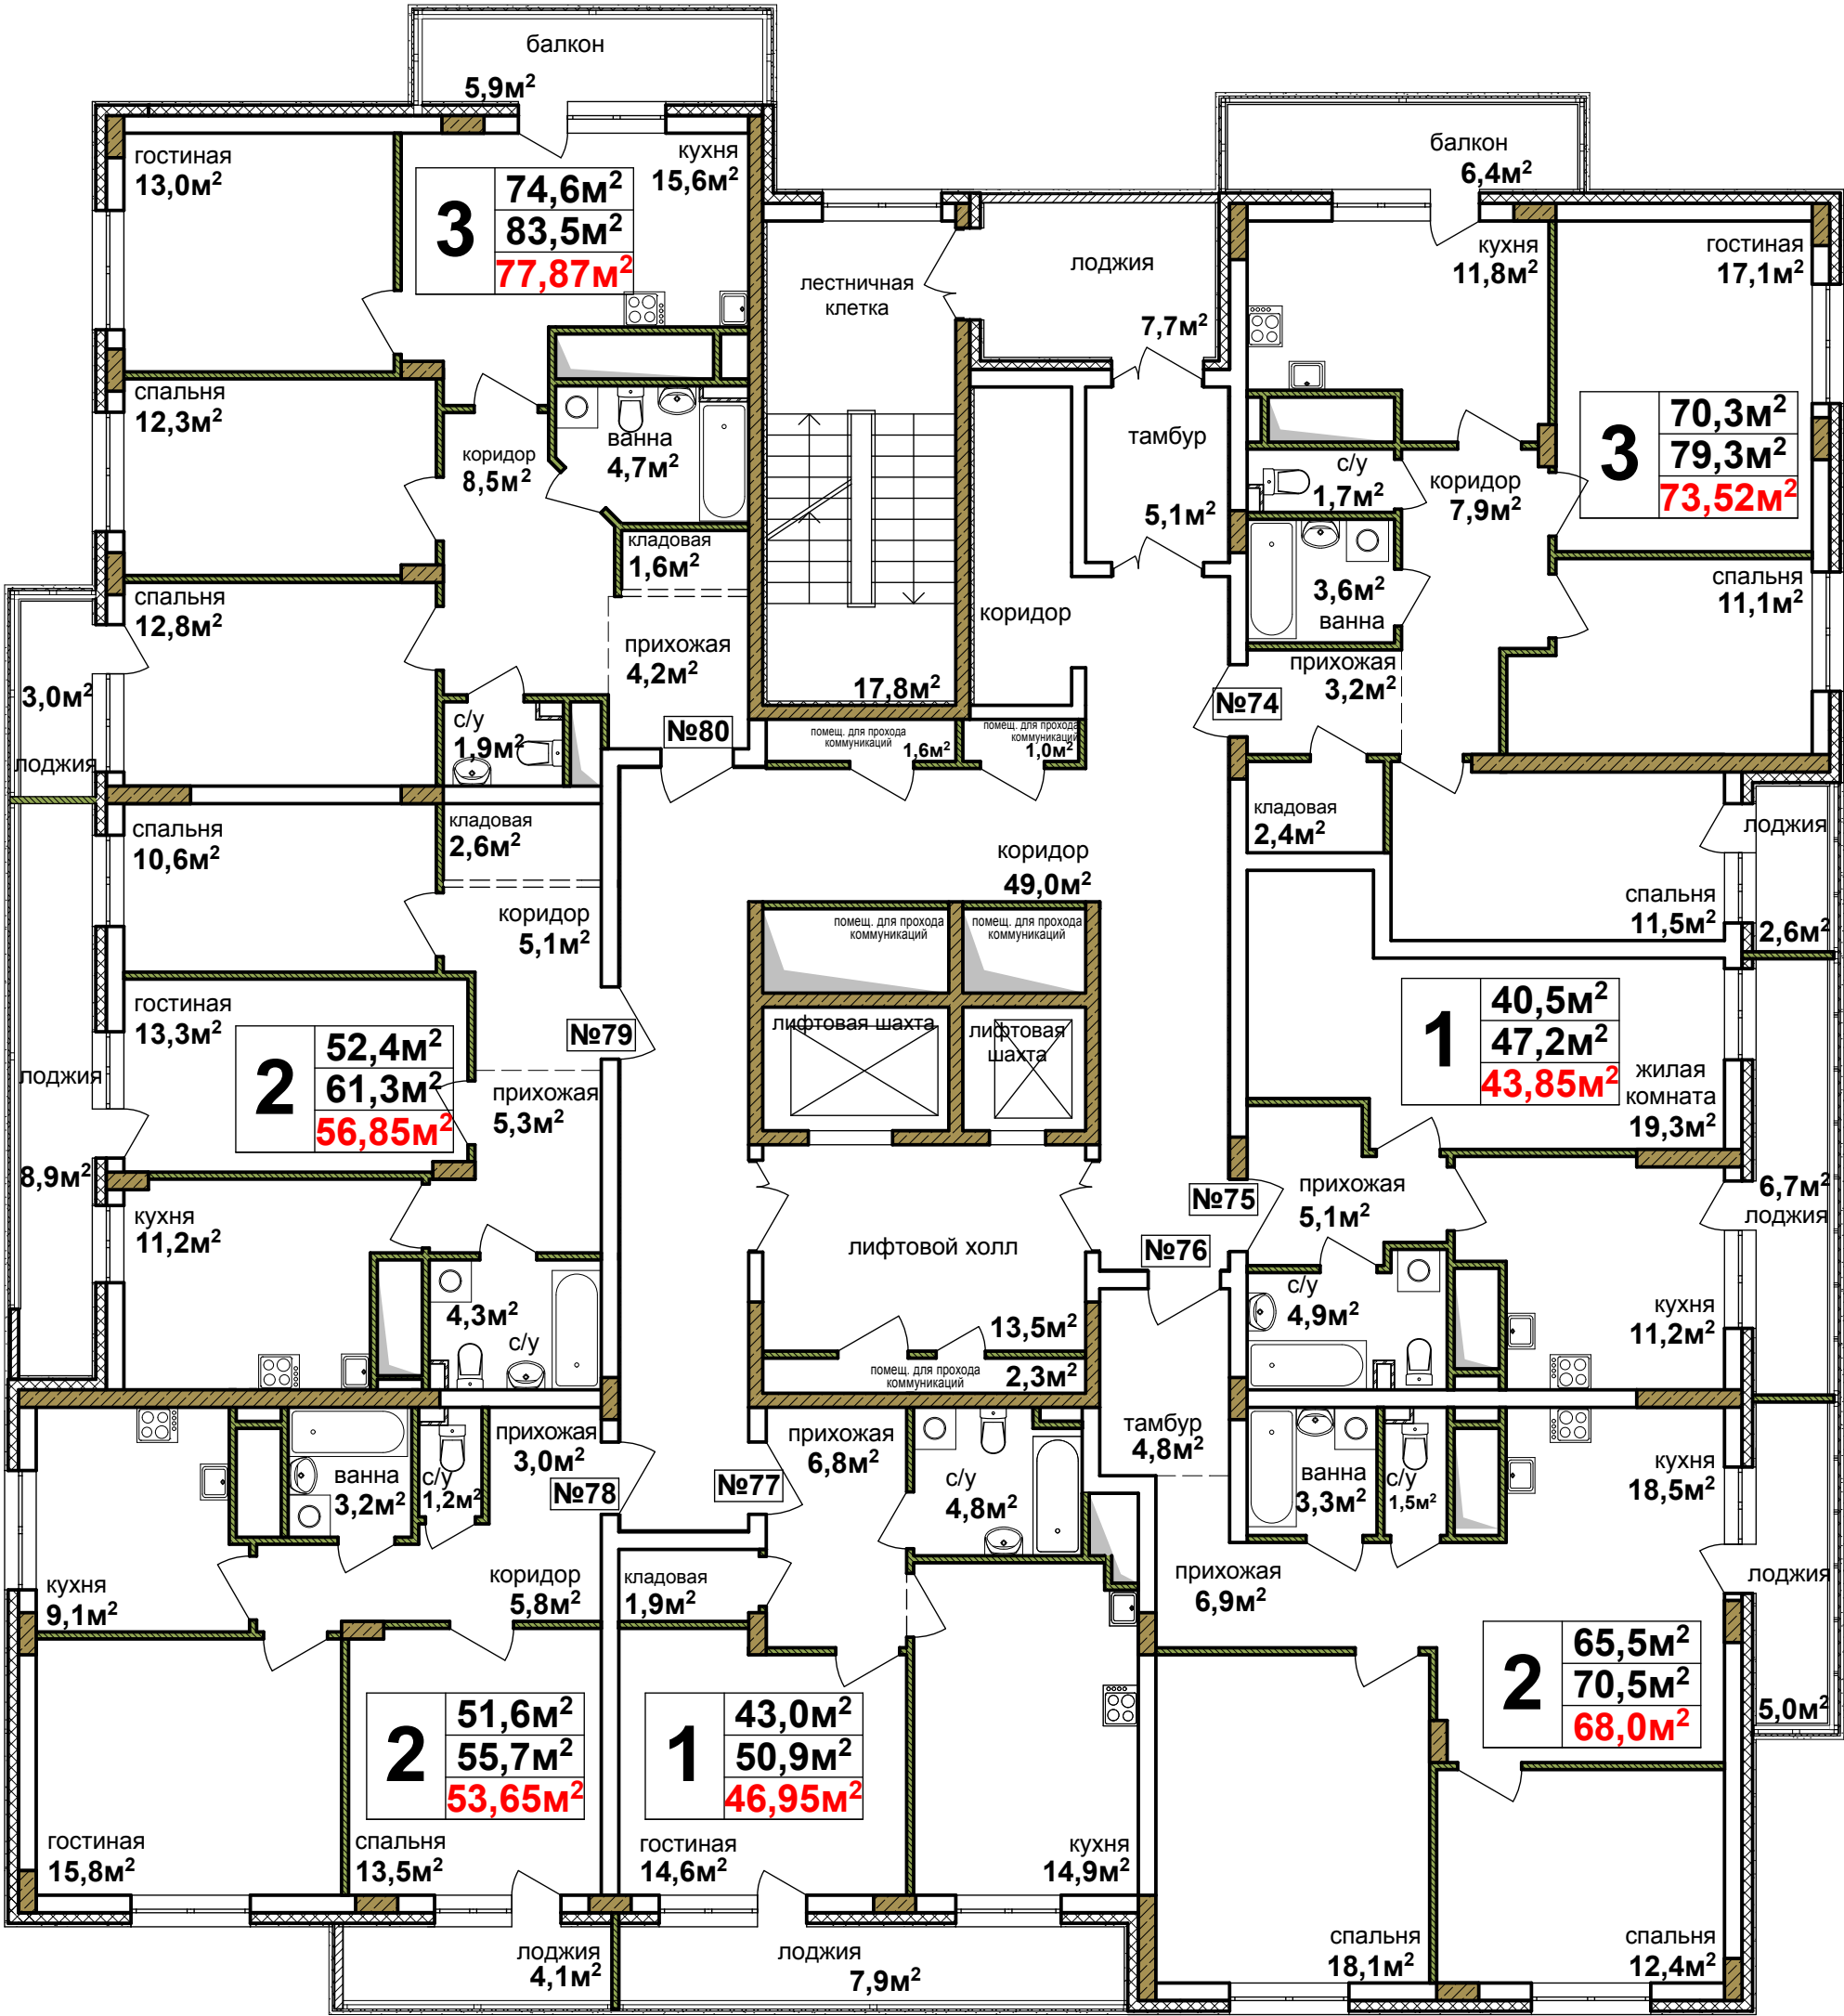 балкон
5,9м²
гостиная
13,0м²
кухня
15,6м²
3
74,6м²
83,5м²
77,87м²
балкон
6,4м²
кухня
11,8м²
гостиная
17,1м²
лестничная
клетка
лоджия
7,7м²
спальня
12,3м²
коридор
8,5м²
ванна
4,7м²
тамбур
5,1м²
с/у
1,7м²
коридор
7,9м²
3
70,3м²
79,3м²
73,52м²
кладовая
1,6м²
спальня
12,8м²
прихожая
4,2м²
коридор
17,8м²
3,6м²
ванна
спальня
11,1м²
прихожая
3,2м²
3,0м²
лоджия
с/у
1,9м²
№80
№74
помещ. для прохода
коммуникаций
1,6м²
помещ. для прохода
коммуникаций
1,0м²
спальня
10,6м²
кладовая
2,6м²
коридор
5,1м²
коридор
49,0м²
кладовая
2,4м²
лоджия
2,6м²
спальня
11,5м²
помещ. для прохода
коммуникаций
помещ. для прохода
коммуникаций
гостиная
13,3м²
2
52,4м²
61,3м²
56,85м²
№79
лифтовая шахта
лифтовая
шахта
1
40,5м²
47,2м²
43,85м²
жилая
комната
19,3м²
лоджия
8,9м²
прихожая
5,3м²
кухня
11,2м²
№75
прихожая
5,1м²
6,7м²
лоджия
№76
лифтовой холл
13,5м²
4,3м²
с/у
с/у
4,9м²
кухня
11,2м²
помещ. для прохода
коммуникаций
2,3м²
прихожая
3,0м²
ванна
3,2м²
с/у
1,2м²
№78
№77
прихожая
6,8м²
с/у
4,8м²
тамбур
4,8м²
ванна
3,3м²
с/у
1,5м²
кухня
18,5м²
кухня
9,1м²
коридор
5,8м²
кладовая
1,9м²
прихожая
6,9м²
лоджия
5,0м²
2
65,5м²
70,5м²
68,0м²
2
51,6м²
55,7м²
53,65м²
1
43,0м²
50,9м²
46,95м²
гостиная
15,8м²
спальня
13,5м²
гостиная
14,6м²
кухня
14,9м²
лоджия
4,1м²
лоджия
7,9м²
спальня
18,1м²
спальня
12,4м²